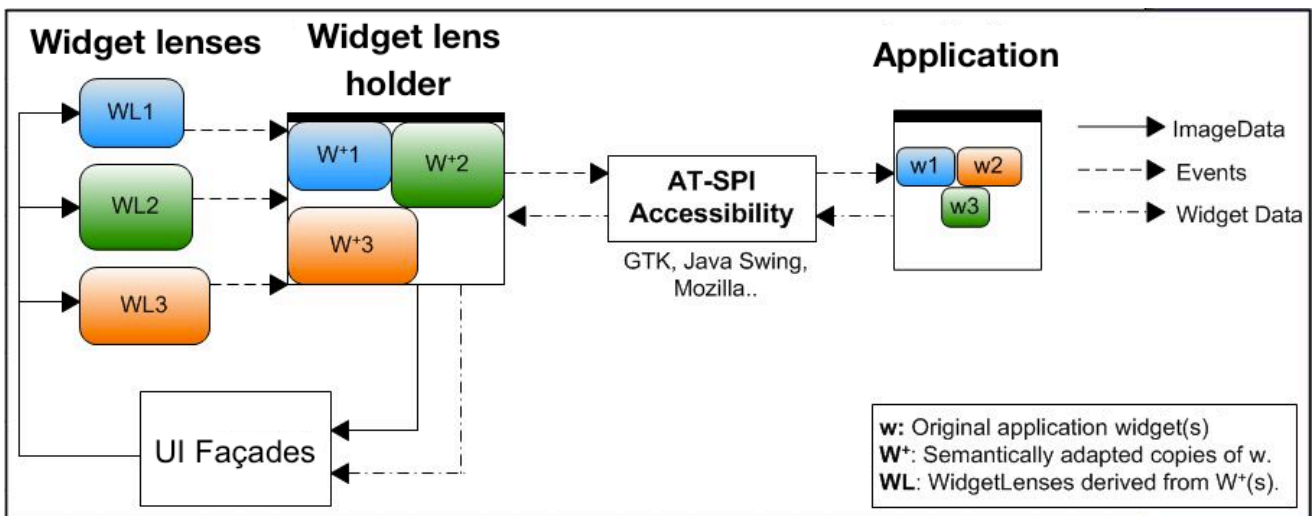 Widget lenses
Widget lens
holder
Application
WL1
WL2
WL3
W+1
W+2
W+3
AT-SPI
Accessibility
GTK, Java Swing,
Mozilla..
w1
w2
w3
ImageData
Events
Widget Data
UI Façades
w: Original application widget(s)
W+: Semantically adapted copies of w.
WL: WidgetLenses derived from W+(s).